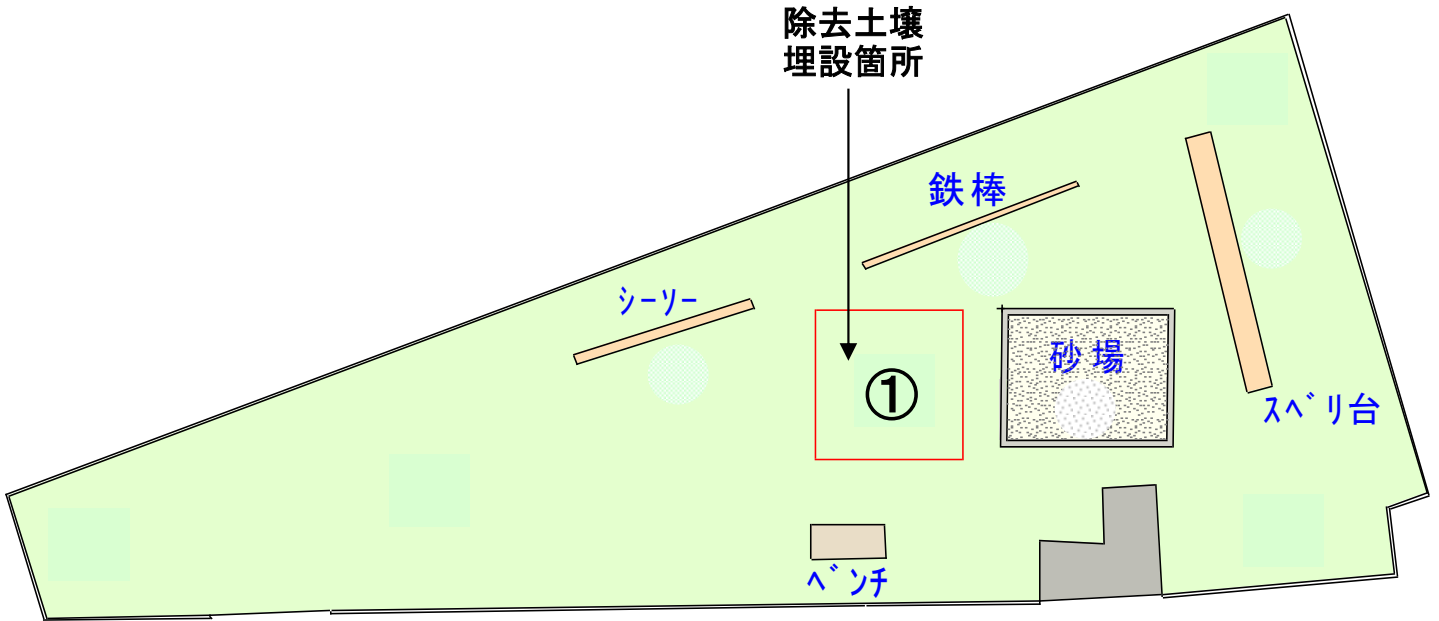 除去土壌
埋設箇所
鉄棒
ｼｰｿｰ
砂場
①
ｽﾍﾞﾘ台
ﾍﾞﾝﾁ